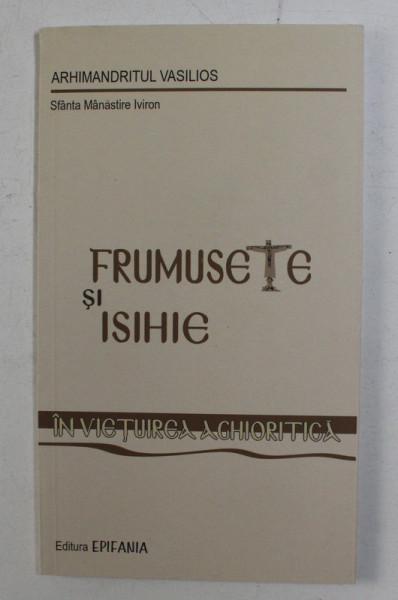 ARHIMANDRITUL VASILIOS
Sfânta Mânăstire Iviron
FRUMUSEȚE
ȘI
ISIHIE
ÎN VIEȚUIREA AGHIORITICĂ
Editura EPIFANIA